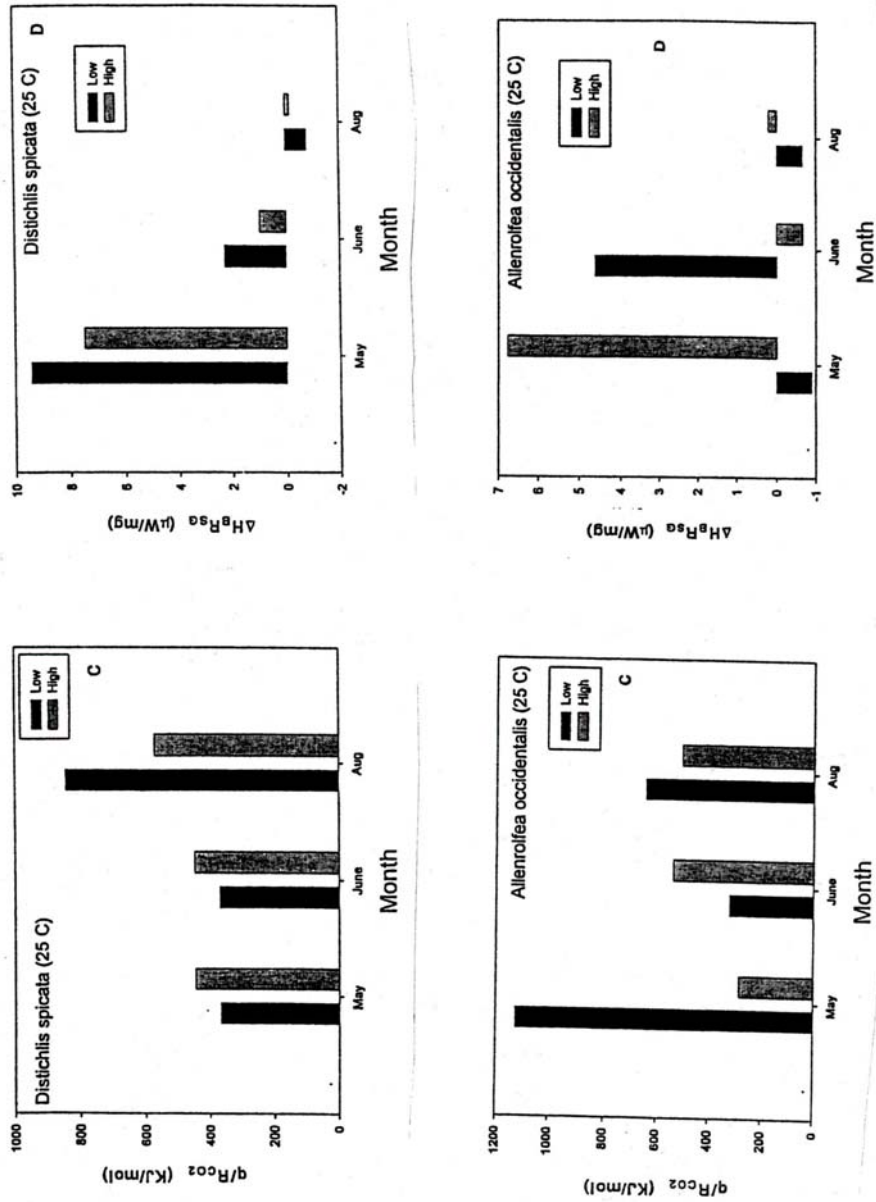 Distichlis spicata (25 C)
C
Low
High
1000
800
600
400
200
0
q/RCO2 (KJ/mol)
May
June
Aug
Month
Distichlis spicata (25 C)
D
Low
High
10
8
6
4
2
0
-2
ΔHBRSG (μW/mg)
May
June
Aug
Month
Allenrolfea occidentalis (25 C)
C
Low
High
1200
1000
800
600
400
200
0
q/RCO2 (KJ/mol)
May
June
Aug
Month
Allenrolfea occidentalis (25 C)
D
Low
High
7
6
5
4
3
2
1
0
-1
ΔHBRSG (μW/mg)
May
June
Aug
Month